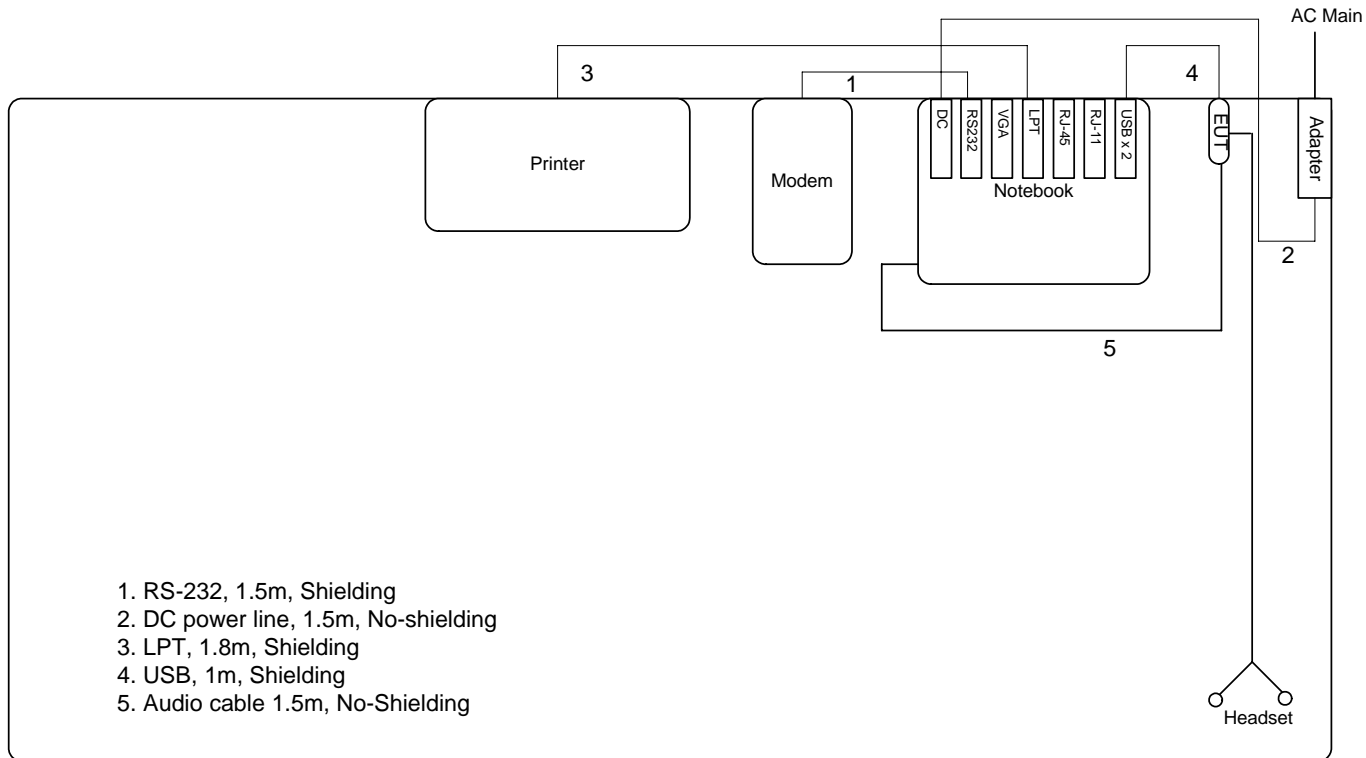 AC Main
3
1
4
DC
RS232
VGA
LPT
RJ-45
RJ-11
USB x 2
EUT
Adapter
Printer
Modem
Notebook
2
5
1. RS-232, 1.5m, Shielding
2. DC power line, 1.5m, No-shielding
3. LPT, 1.8m, Shielding
4. USB, 1m, Shielding
5. Audio cable 1.5m, No-Shielding
Headset